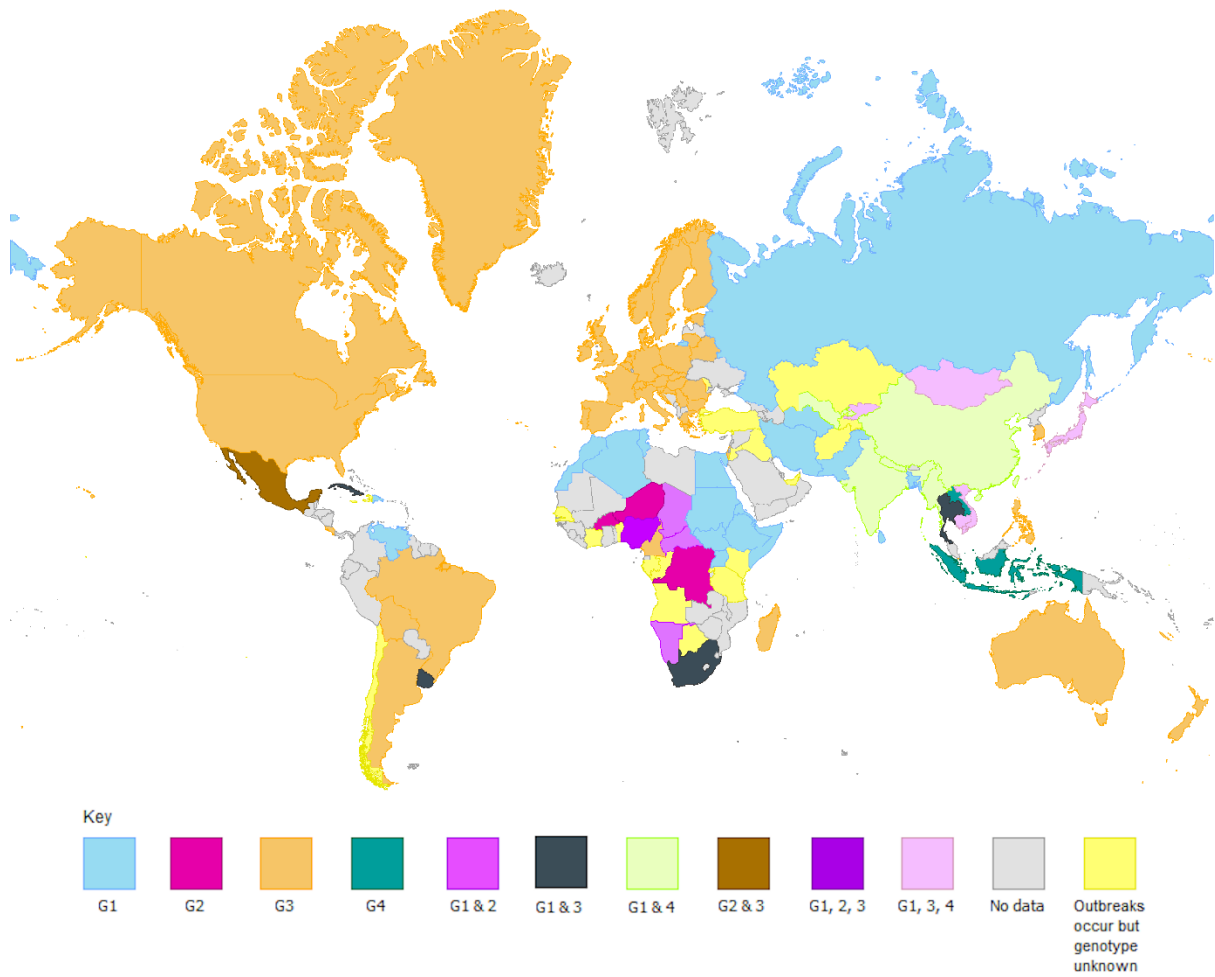 Key
G1
G2
G3
G4
G1 & 2
G1 & 3
G1 & 4
G2 & 3
G1, 2, 3
G1, 3, 4
No data
Outbreaks
occur but
genotype
unknown